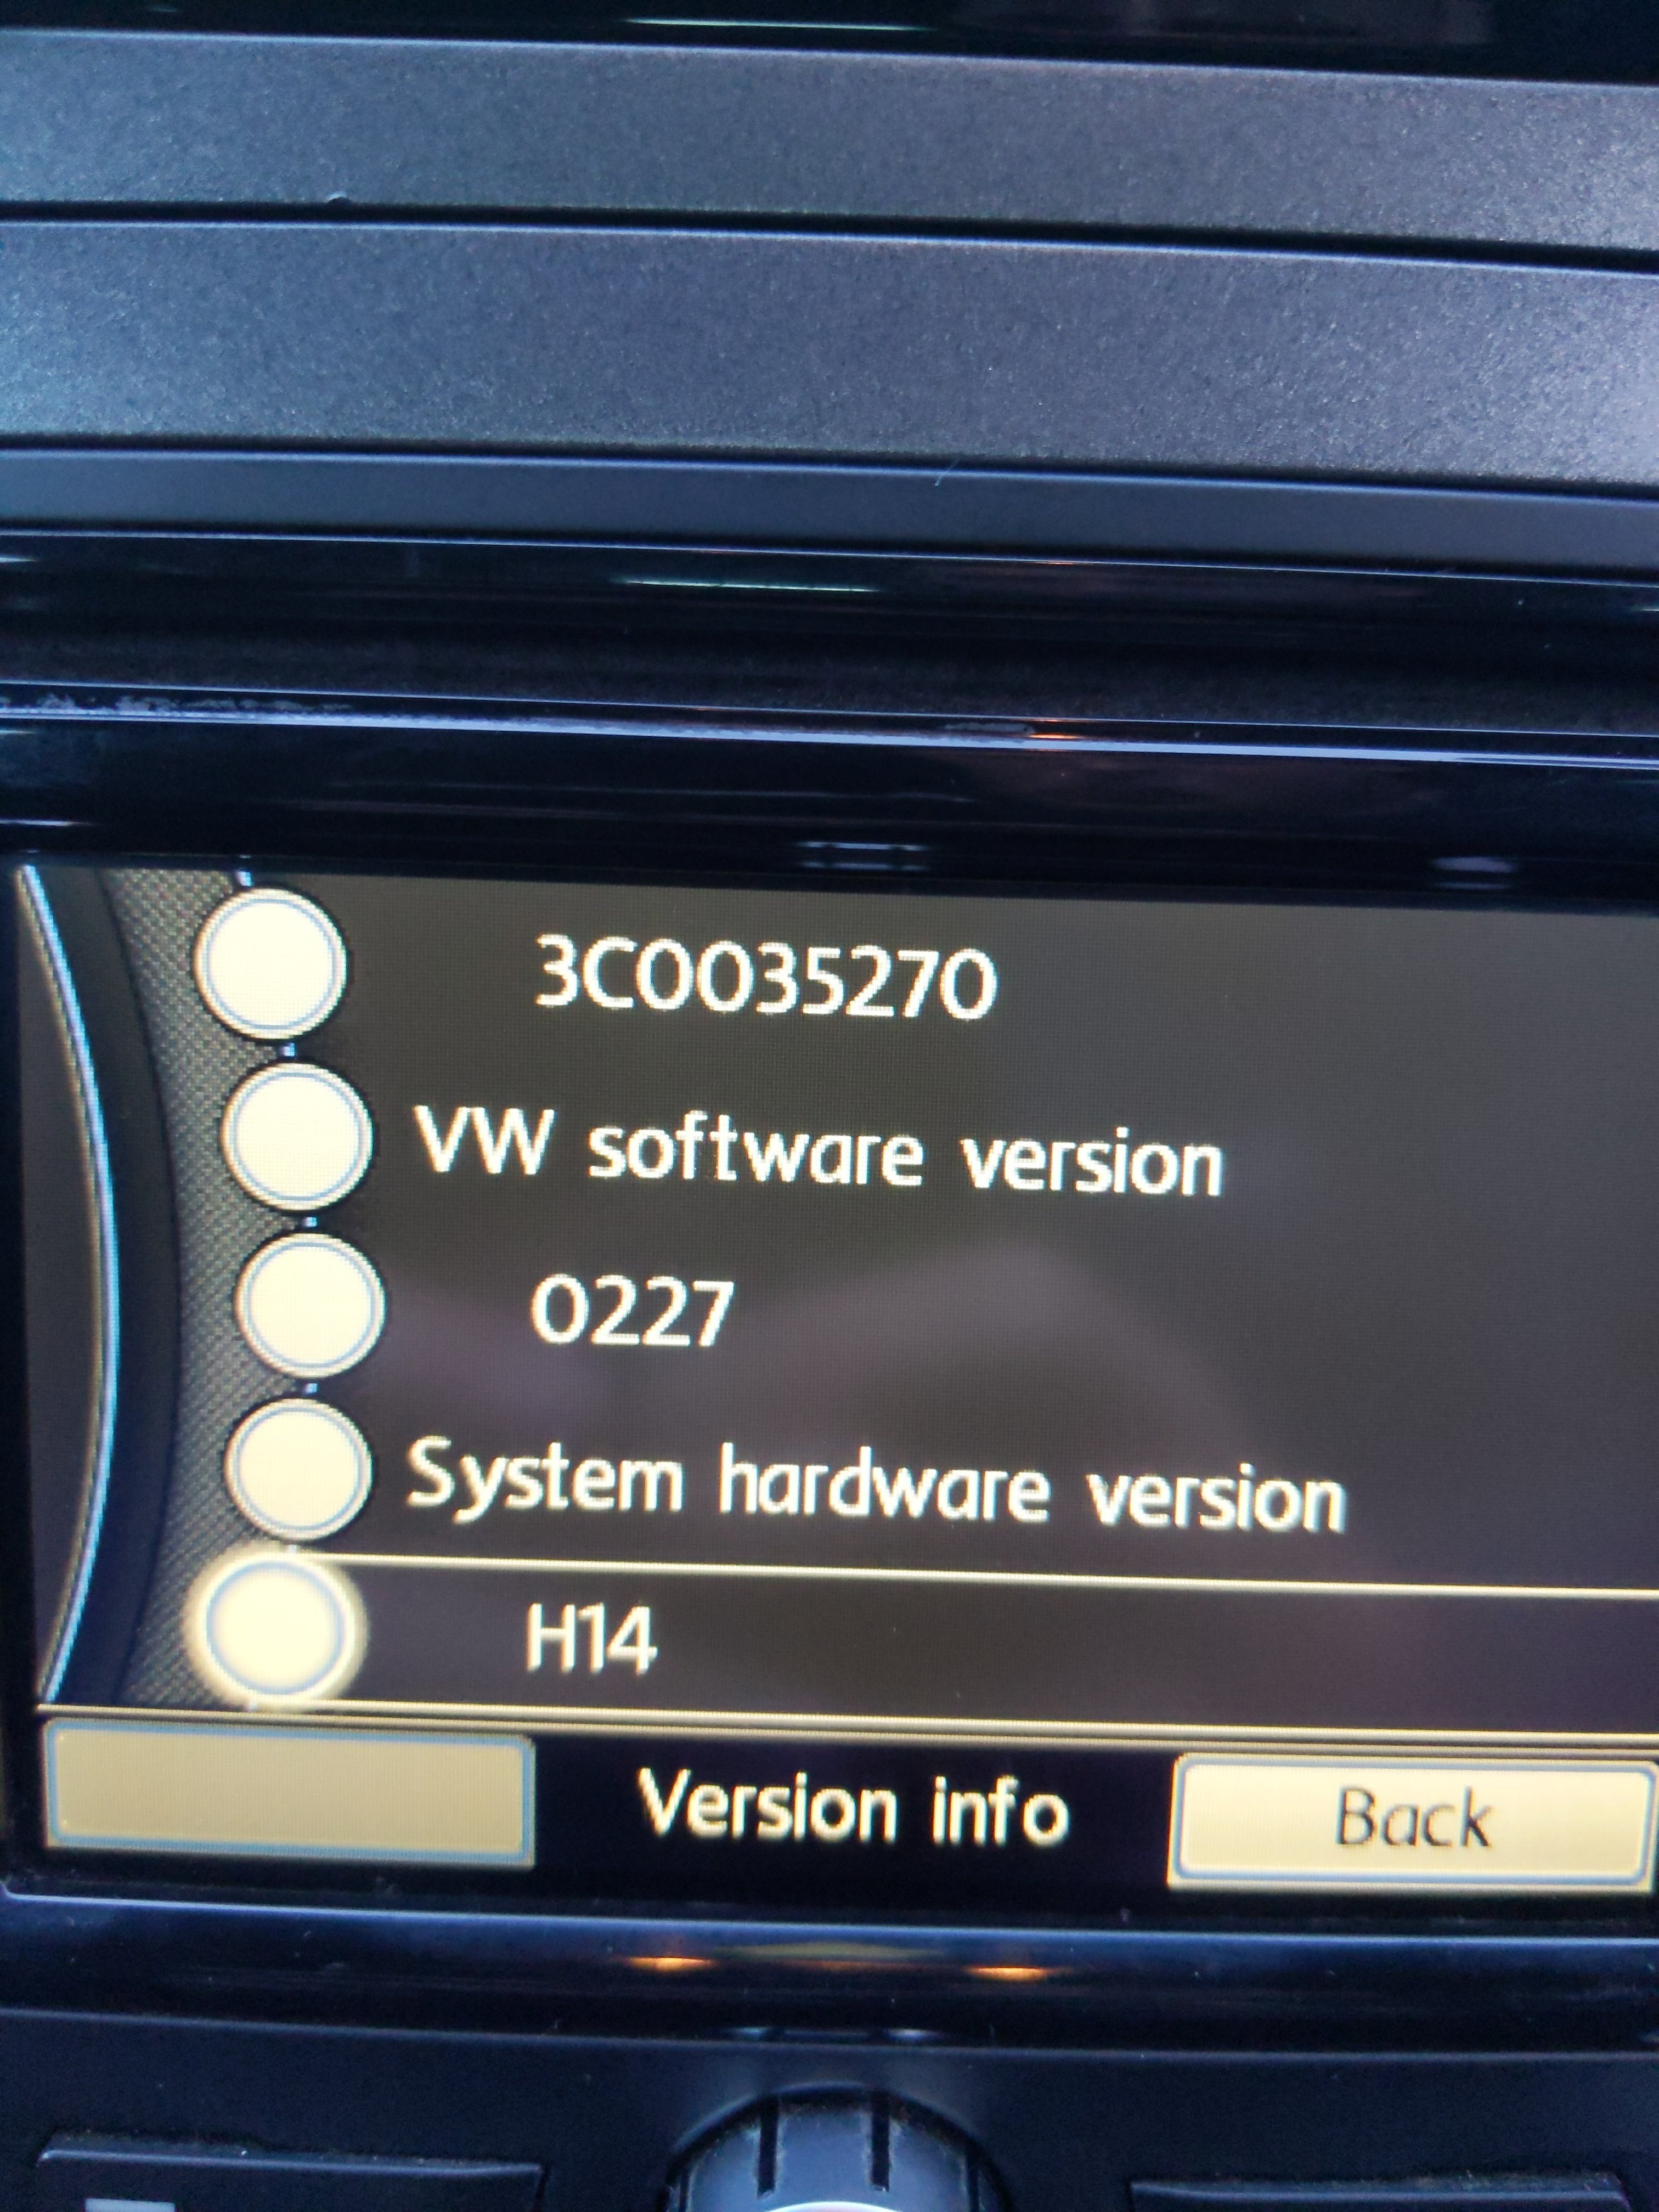 3C0035270
VW software version
0227
System hardware version
H14
Version info
Back